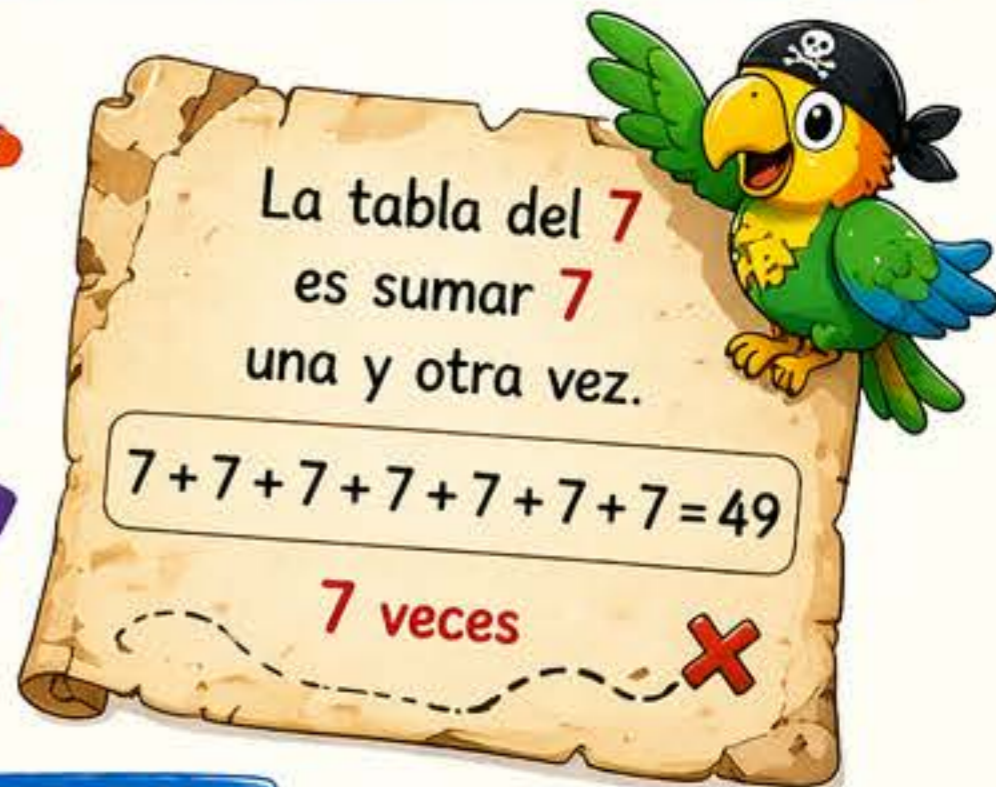 La tabla del 7
es sumar 7
una y otra vez.
7 + 7 + 7 + 7 + 7 + 7 + 7 = 49
7 veces